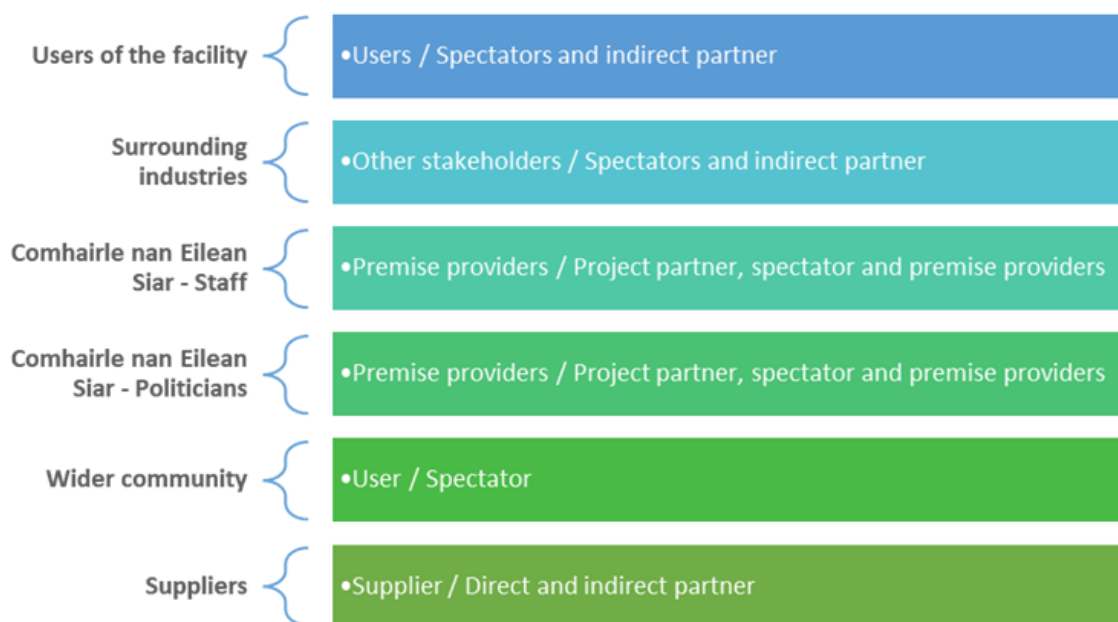 Users of the facility
•Users / Spectators and indirect partner
Surrounding
industries
•Other stakeholders / Spectators and indirect partner
Comhairle nan Eilean
Siar - Staff
•Premise providers / Project partner, spectator and premise providers
Comhairle nan Eilean
Siar - Politicians
•Premise providers / Project partner, spectator and premise providers
Wider community
•User / Spectator
Suppliers
•Supplier / Direct and indirect partner